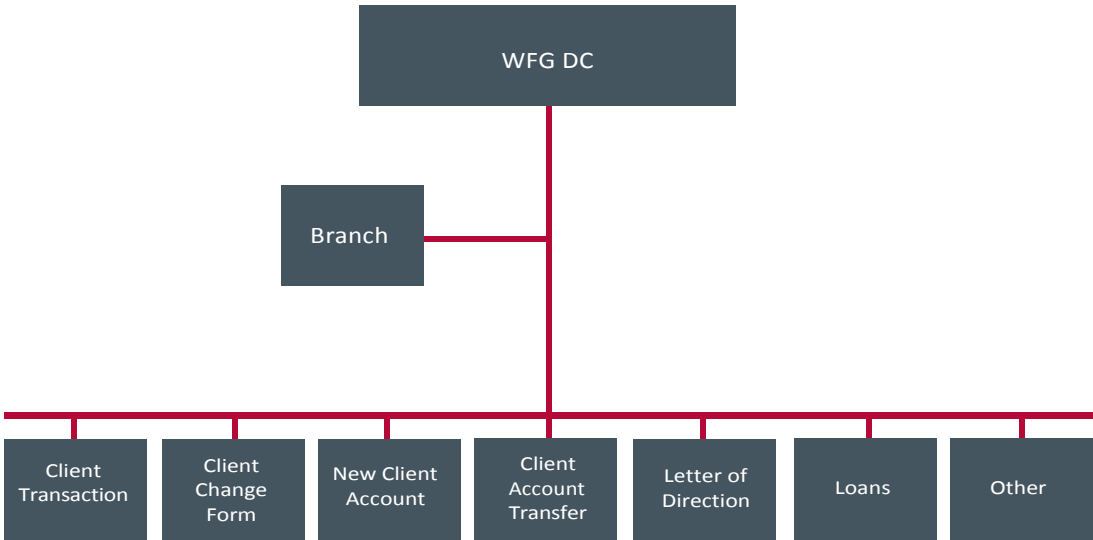 WFG DC
Branch
Client
Transaction
Client
Change
Form
New Client
Account
Client
Account
Transfer
Letter of
Direction
Loans
Other